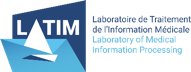 LATIM
Laboratoire de Traitement
de l'Information Médicale
Laboratory of Medical
Information Processing